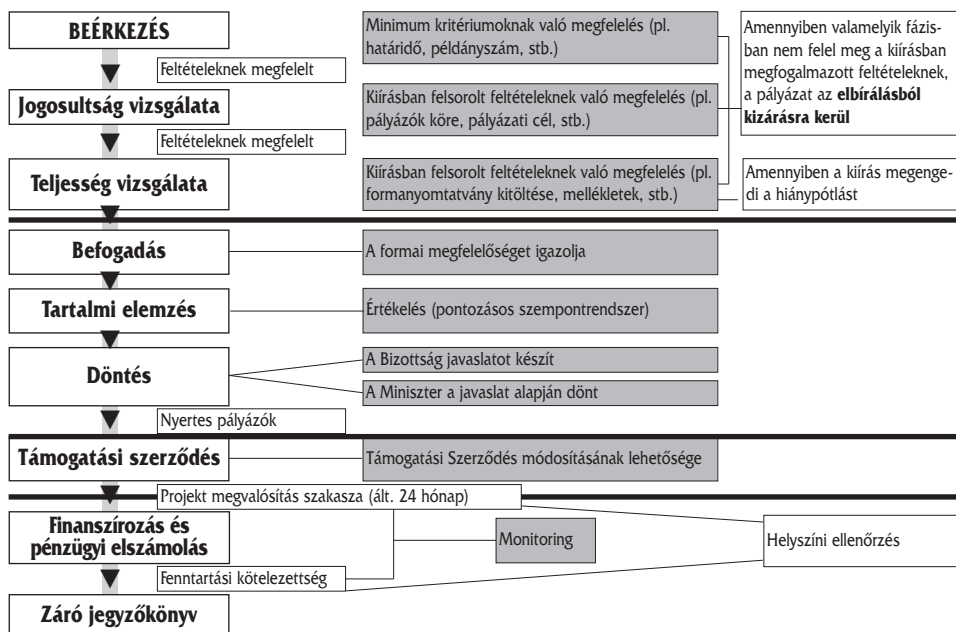 BEÉRKEZÉS
Minimum kritériumoknak való megfelelés (pl.
határidő, példányszám, stb.)
Amennyiben valamelyik fázis-
ban nem felel meg a kiírásban
megfogalmazott feltételeknek,
a pályázat az elbírálásból
kizárásra kerül
Feltételeknek megfelelt
Jogosultság vizsgálata
Kiírásban felsorolt feltételeknek való megfelelés (pl.
pályázók köre, pályázati cél, stb.)
Feltételeknek megfelelt
Teljesség vizsgálata
Kiírásban felsorolt feltételeknek való megfelelés (pl.
formanyomtatvány kitöltése, mellékletek, stb.)
Amennyiben a kiírás megenge-
di a hiánypótlást
Befogadás
A formai megfelelőséget igazolja
Tartalmi elemzés
Értékelés (pontozásos szempontrendszer)
Döntés
A Bizottság javaslatot készít
A Miniszter a javaslat alapján dönt
Nyertes pályázók
Támogatási szerződés
Támogatási Szerződés módosításának lehetősége
Projekt megvalósítás szakasza (ált. 24 hónap)
Finanszírozás és
pénzügyi elszámolás
Monitoring
Helyszíni ellenőrzés
Fenntartási kötelezettség
Záró jegyzőkönyv